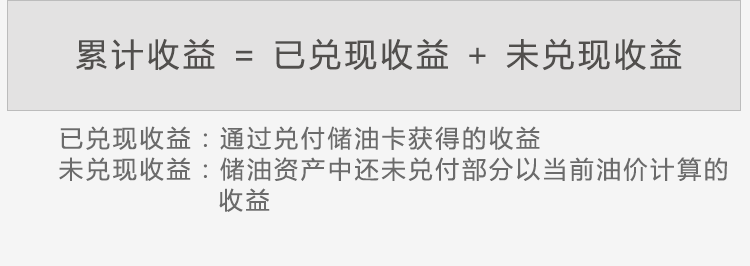 累计收益 = 已兑现收益 + 未兑现收益
已兑现收益：通过兑付储油卡获得的收益
未兑现收益：储油资产中还未兑付部分以当前油价计算的
收益